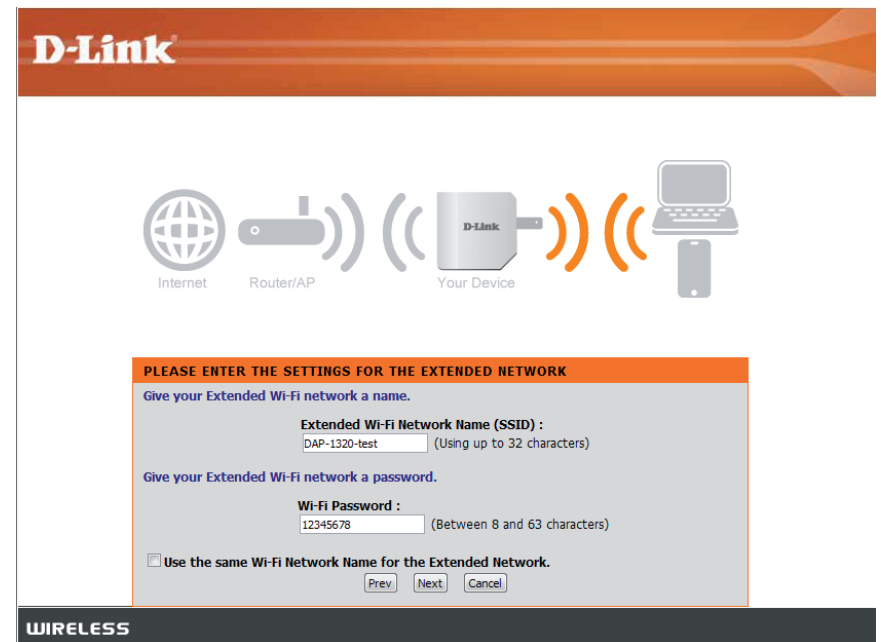 D-Link
D-Link
Internet Router/AP Your Device
PLEASE ENTER THE SETTINGS FOR THE EXTENDED NETWORK
Give your Extended Wi-Fi network a name.
Extended Wi-Fi Network Name (SSID) :
DAP-1320-test (Using up to 32 characters)
Give your Extended Wi-Fi network a password.
Wi-Fi Password :
12345678 (Between 8 and 63 characters)
Use the same Wi-Fi Network Name for the Extended Network.
Prev Next Cancel
WIRELESS